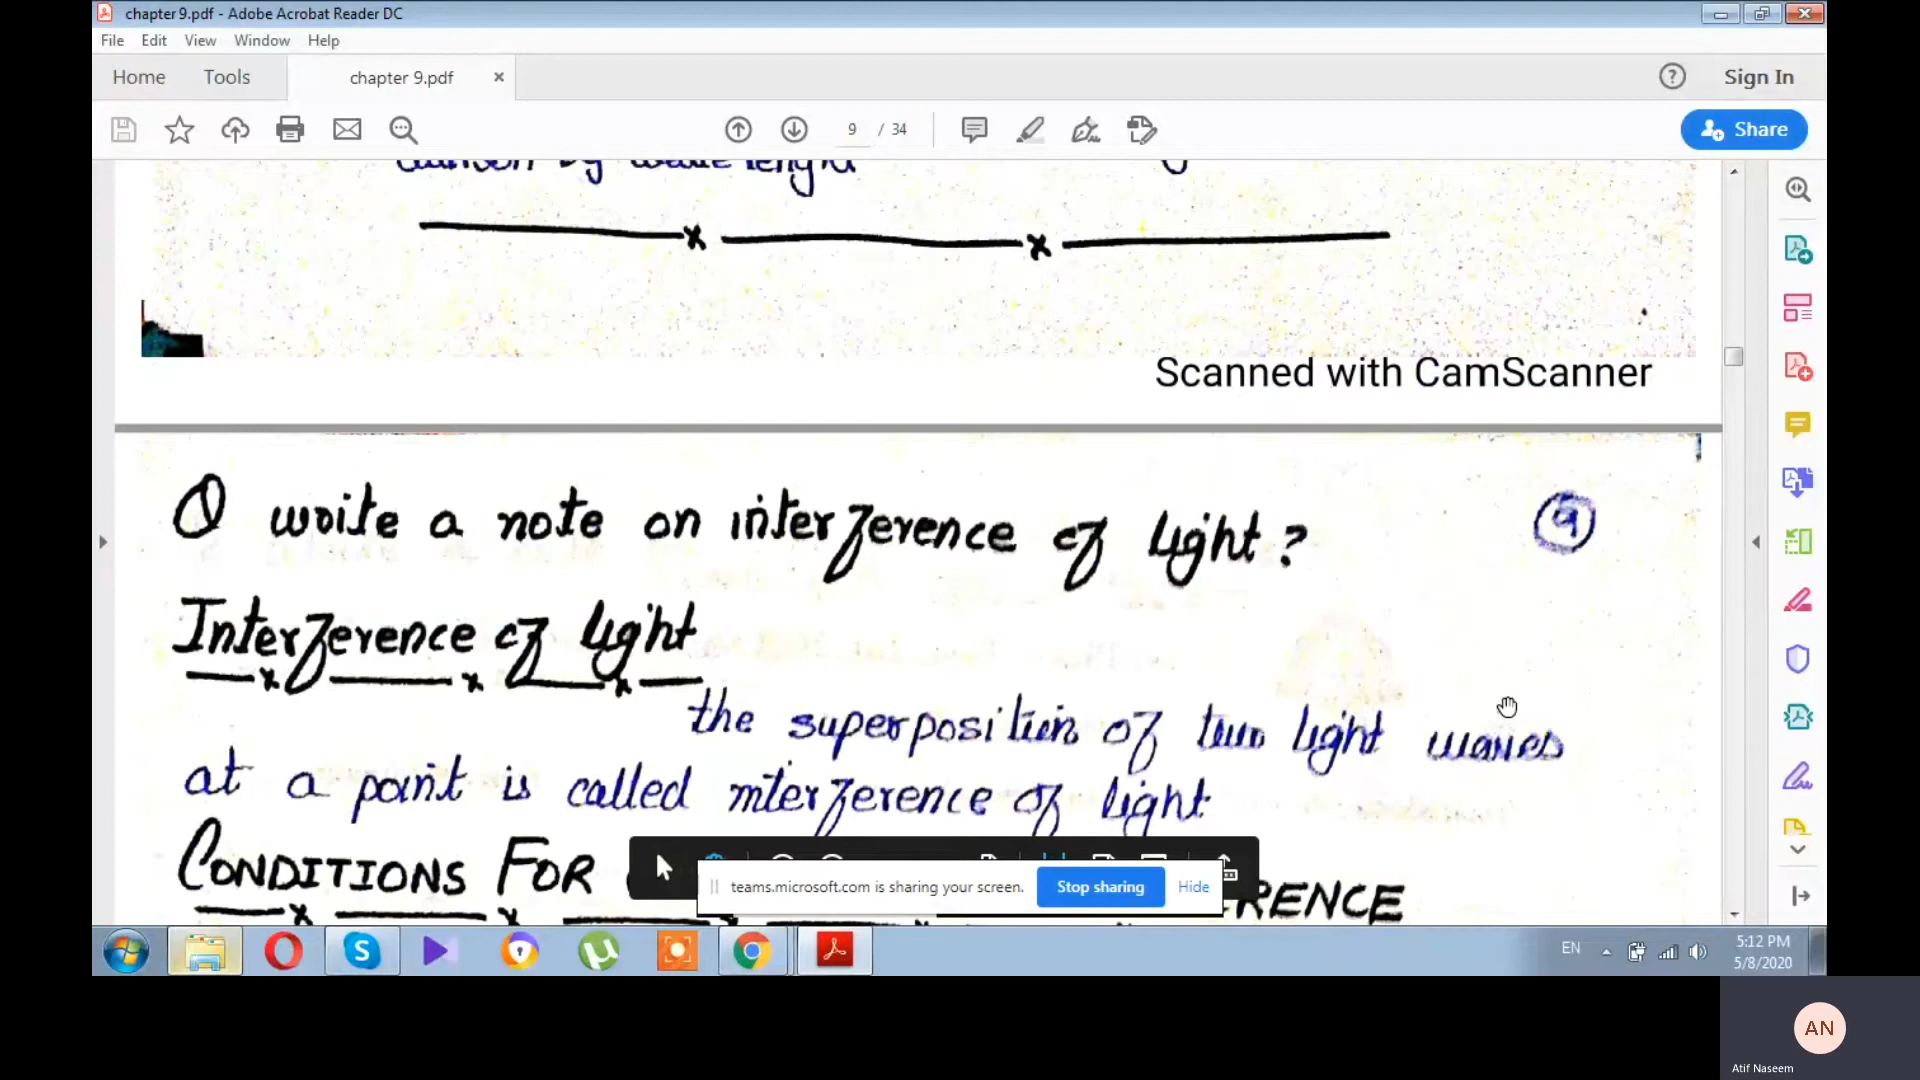 chapter 9.pdf - Adobe Acrobat Reader DC
File Edit View Window Help
Home Tools chapter 9.pdf × ? Sign In
9 / 34 Share
by wave length
Scanned with CamScanner
Q write a note on interference of light? 9
Interference of light
the superposition of two light waves
at a point is called interference of light
CONDITIONS FOR
RENCE
teams.microsoft.com is sharing your screen. Stop sharing Hide
EN 5:12 PM
5/8/2020
AN
Atif Naseem